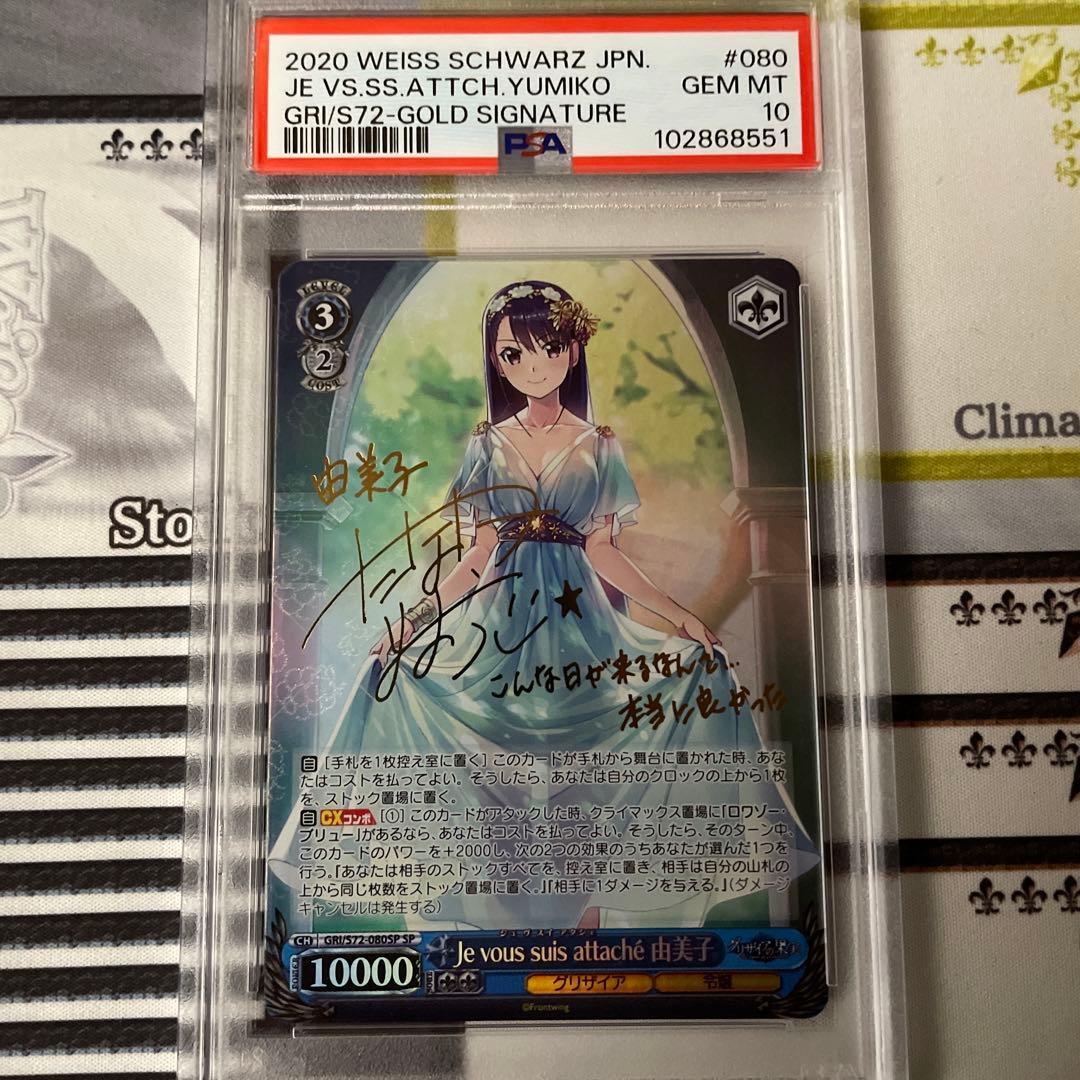 2020 WEISS SCHWARZ JPN. #080
JE VS.SS.ATTCH.YUMIKO GEM MT
GRI/S72-GOLD SIGNATURE 10
PSA 102868551
LEVEL
3
2
COST
Clima
Sto
由美子
こんな日が来るなんて…
本当に良かった
自 [手札を1枚控え室に置く] このカードが手札から舞台に置かれた時、あな
たはコストを払ってよい。そうしたら、あなたは自分のクロックの上から1枚
を、ストック置場に置く。
自 CXコンボ [①] このカードがアタックした時、クライマックス置場に「ロワゾー・
ブリュー」があるなら、あなたはコストを払ってよい。そうしたら、そのターン中、
このカードのパワーを+2000し、次の2つの効果のうちあなたが選んだ1つを
行う。『あなたは相手のストックすべてを、控え室に置き、相手は自分の山札の
上から同じ枚数をストック置場に置く。』『相手に1ダメージを与える。』(ダメージ
キャンセルは発生する)
CH GRI/S72-080SP SP
ジュ・ヴ・スイ・アタシェ
Je vous suis attaché 由美子
POWER 10000 SOUL
グリザイア 令嬢
©Frontwing